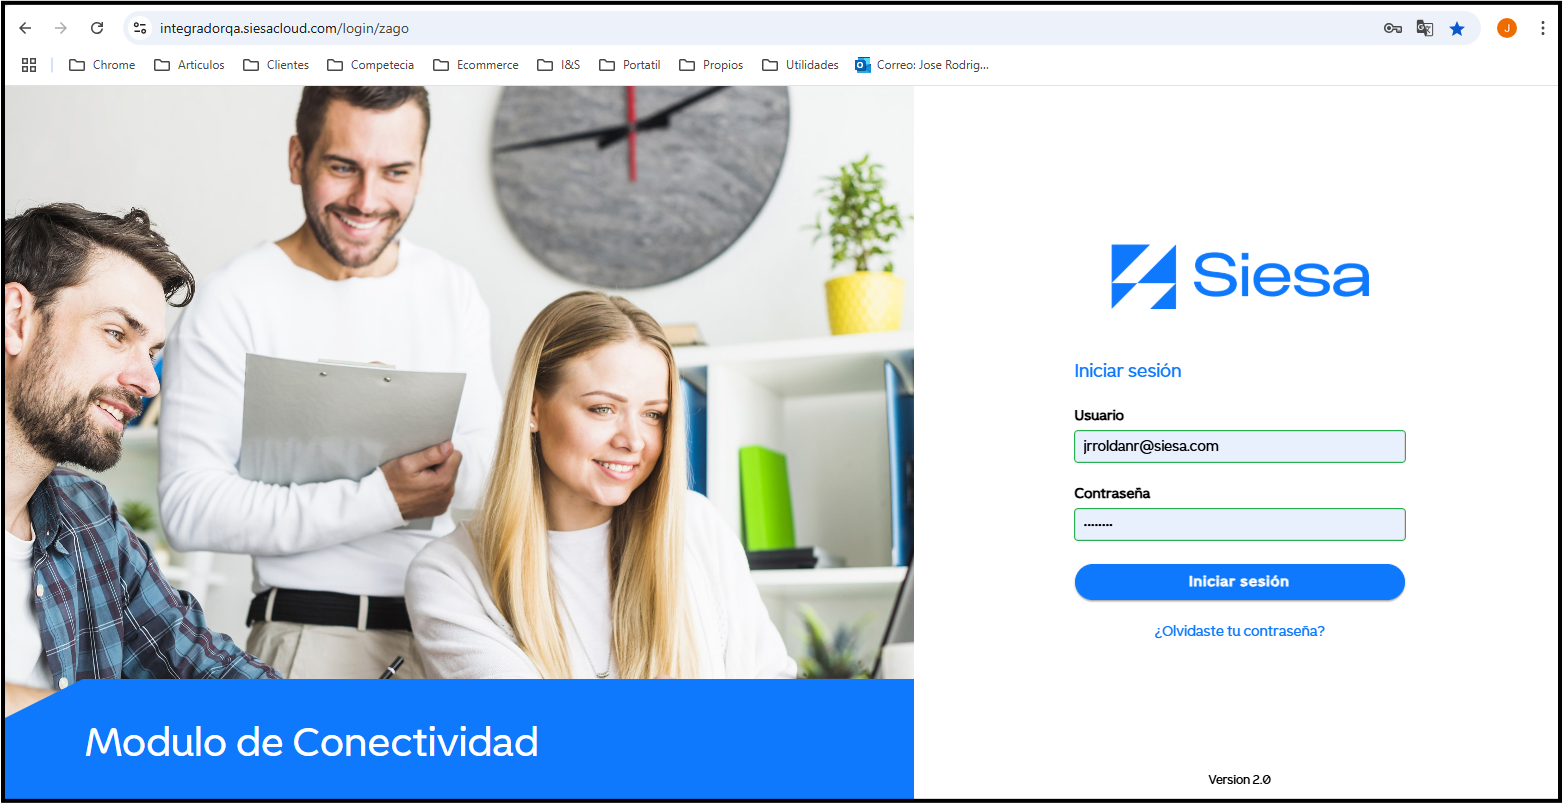 integradorqa.siesacloud.com/login/zago
J
Chrome Articulos Clientes Competecia Ecommerce I&S Portatil Propios Utilidades Correo: Jose Rodrig...
Siesa
Iniciar sesión
Usuario
jrroldanr@siesa.com
Contraseña
········
Iniciar sesión
¿Olvidaste tu contraseña?
Modulo de Conectividad
Version 2.0